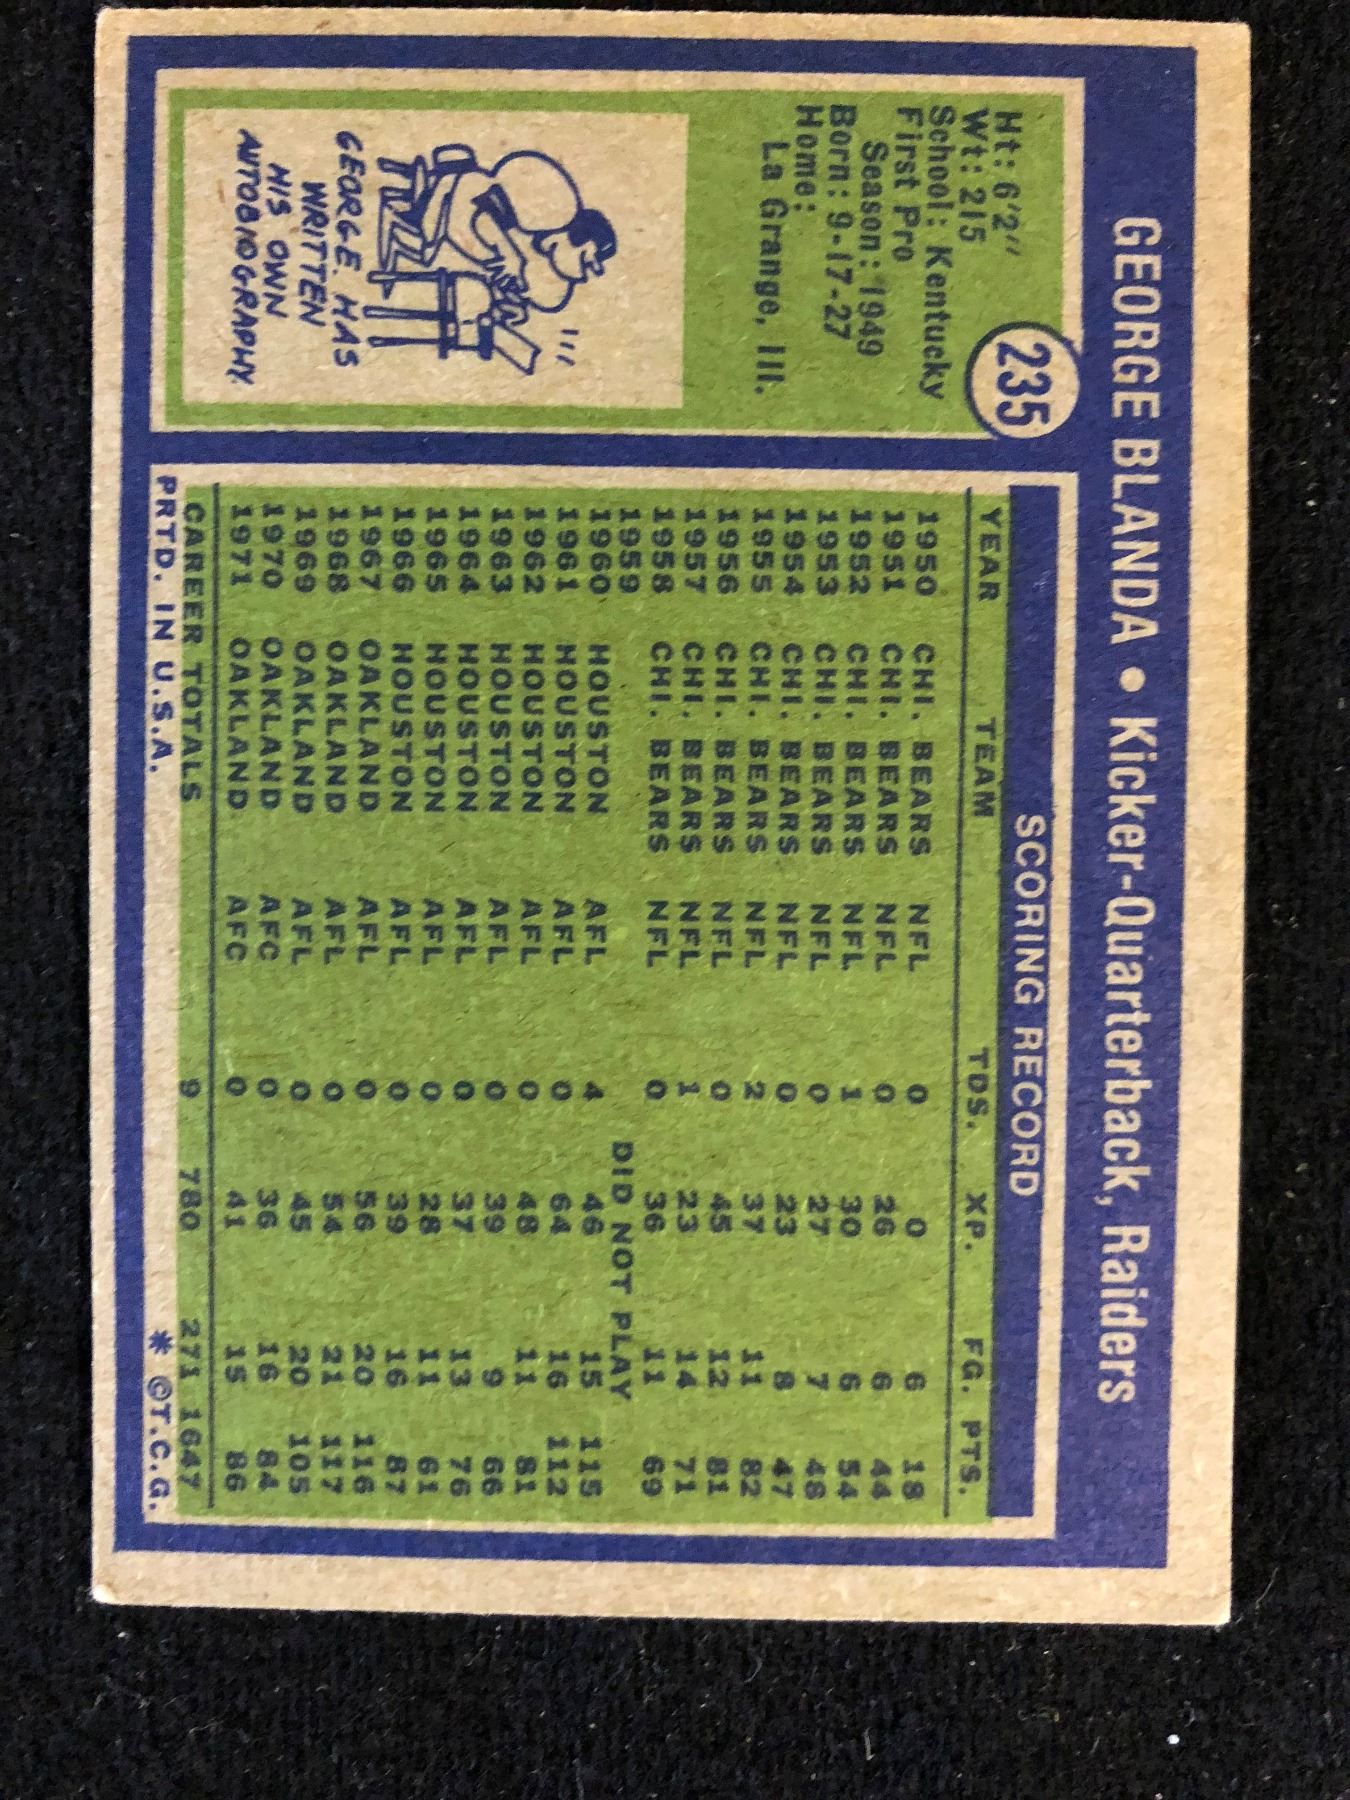 GEORGE BLANDA • Kicker-Quarterback, Raiders
235
Ht: 6'2"
Wt: 215
School: Kentucky
First Pro
Season: 1949
Born: 9-17-27
Home:
La Grange, Ill.
GEORGE HAS
WRITTEN
HIS OWN
AUTOBIOGRAPHY.
SCORING RECORD
YEAR TEAM TDS. XP. FG. PTS.
1950 CHI. BEARS NFL 0 0 6 18
1951 CHI. BEARS NFL 0 26 6 44
1952 CHI. BEARS NFL 1 30 6 54
1953 CHI. BEARS NFL 0 27 7 48
1954 CHI. BEARS NFL 0 23 8 47
1955 CHI. BEARS NFL 2 37 11 82
1956 CHI. BEARS NFL 0 45 12 81
1957 CHI. BEARS NFL 1 23 14 71
1958 CHI. BEARS NFL 0 36 11 69
1959 DID NOT PLAY
1960 HOUSTON AFL 4 46 15 115
1961 HOUSTON AFL 0 64 16 112
1962 HOUSTON AFL 0 48 11 81
1963 HOUSTON AFL 0 39 9 66
1964 HOUSTON AFL 0 37 13 76
1965 HOUSTON AFL 0 28 11 61
1966 HOUSTON AFL 0 39 16 87
1967 OAKLAND AFL 0 56 20 116
1968 OAKLAND AFL 0 54 21 117
1969 OAKLAND AFL 0 45 20 105
1970 OAKLAND AFC 0 36 16 84
1971 OAKLAND AFC 0 41 15 86
CAREER TOTALS 9 780 271 1647
PRTD. IN U.S.A. * ©T.C.G.